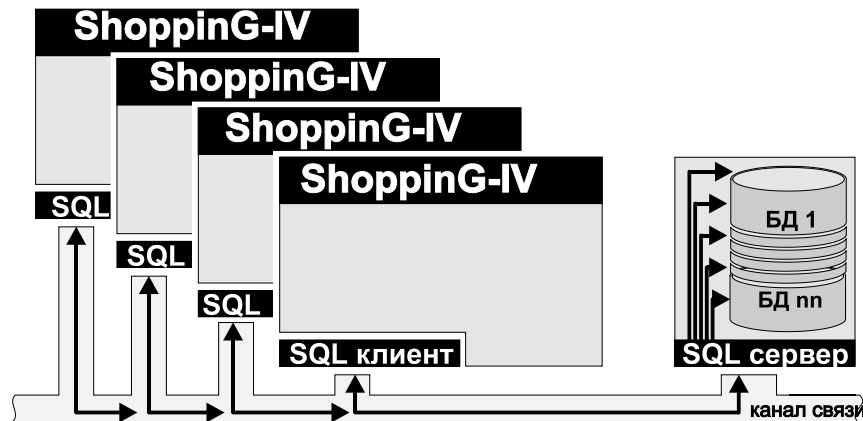 ShoppinG-IV
ShoppinG-IV
ShoppinG-IV
ShoppinG-IV
SQL
SQL
SQL
SQL клиент
БД 1
БД nn
SQL сервер
канал связи